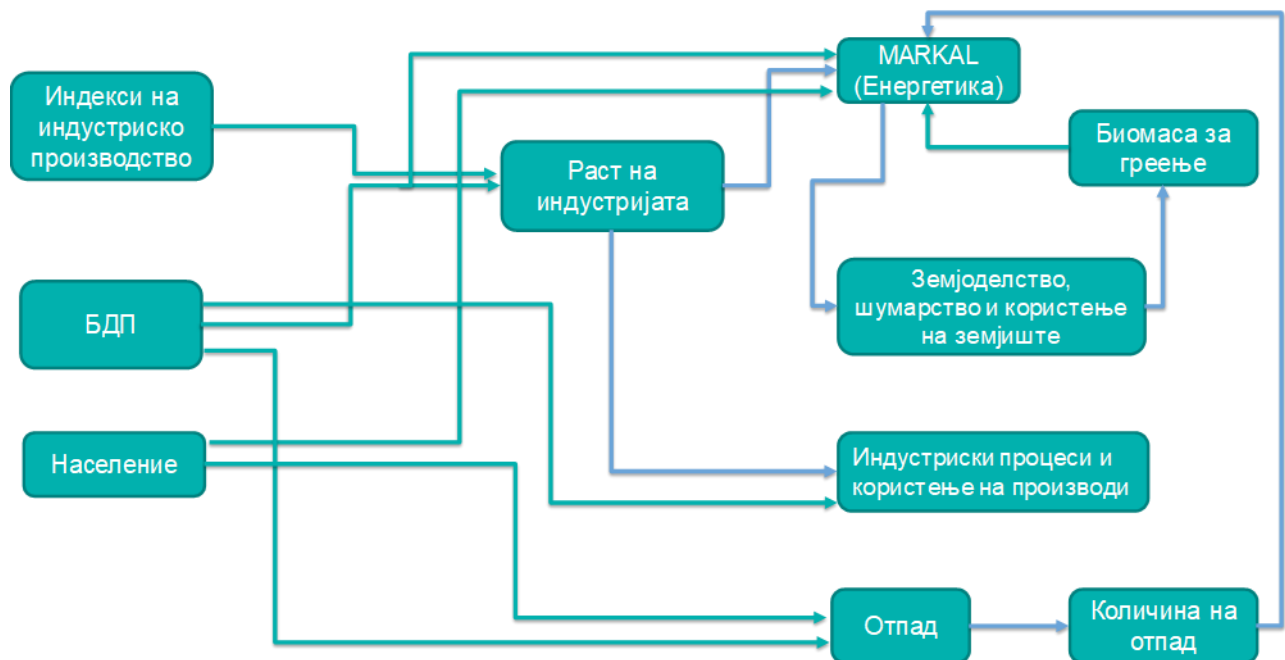 Индекси на
индустриско
производство
БДП
Население
Раст на
индустријата
MARKAL
(Енергетика)
Биомаса за
греење
Земјоделство,
шумарство и користење
на земјиште
Индустриски процеси и
користење на производи
Отпад
Количина на
отпад